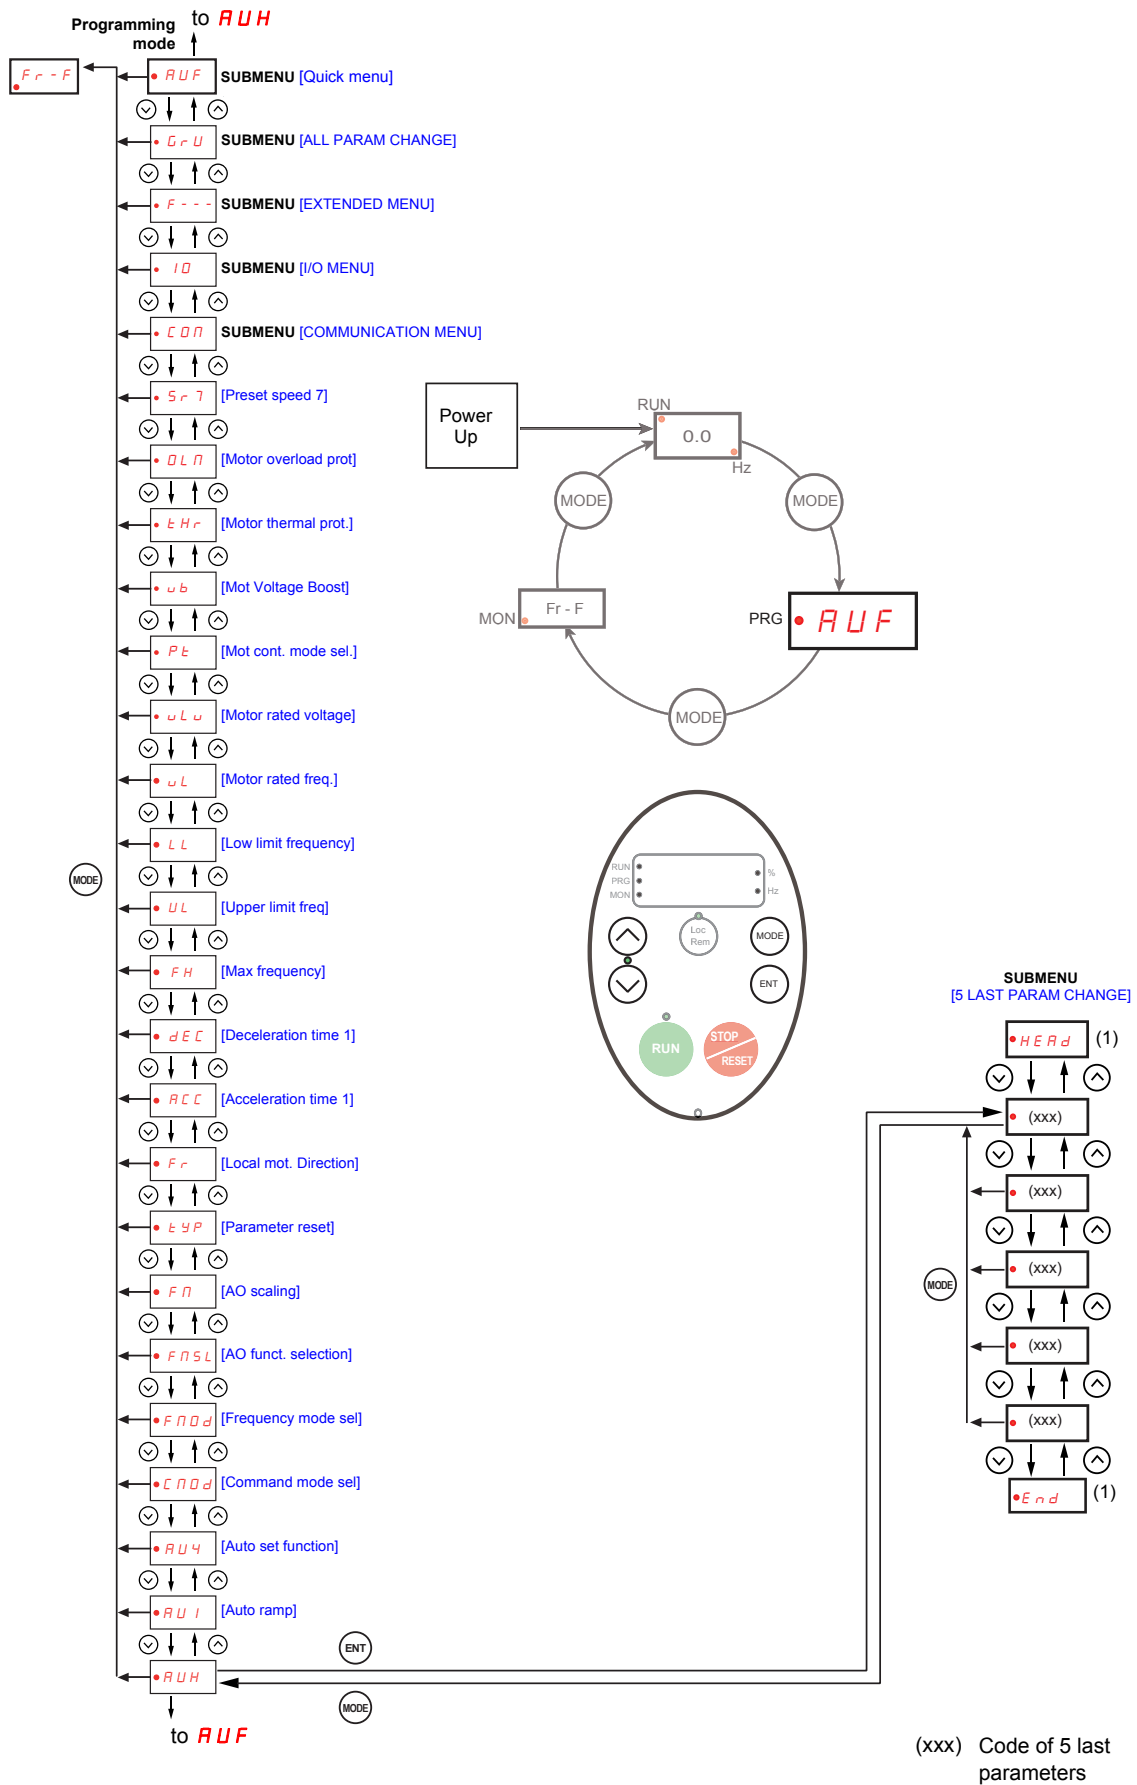 to AUH
Programming
mode
Fr-F
AUF SUBMENU [Quick menu]
GrU SUBMENU [ALL PARAM CHANGE]
F--- SUBMENU [EXTENDED MENU]
IO SUBMENU [I/O MENU]
COM SUBMENU [COMMUNICATION MENU]
Sr7 [Preset speed 7]
OLM [Motor overload prot]
tHr [Motor thermal prot.]
ub [Mot Voltage Boost]
Pt [Mot cont. mode sel.]
uLu [Motor rated voltage]
uL [Motor rated freq.]
LL [Low limit frequency]
MODE
UL [Upper limit freq]
FH [Max frequency]
dEC [Deceleration time 1]
ACC [Acceleration time 1]
Fr [Local mot. Direction]
tYP [Parameter reset]
FM [AO scaling]
FMSL [AO funct. selection]
FMOd [Frequency mode sel]
CMOd [Command mode sel]
AU4 [Auto set function]
AU1 [Auto ramp]
AUH
ENT
MODE
to AUF
Power
Up
RUN
0.0
Hz
MODE
MODE
MON
Fr - F
PRG
AUF
MODE
RUN
PRG
MON
%
Hz
Loc
Rem
MODE
ENT
RUN
STOP
RESET
SUBMENU
[5 LAST PARAM CHANGE]
HEAd (1)
(xxx)
(xxx)
(xxx)
MODE
(xxx)
(xxx)
End (1)
(xxx) Code of 5 last
parameters